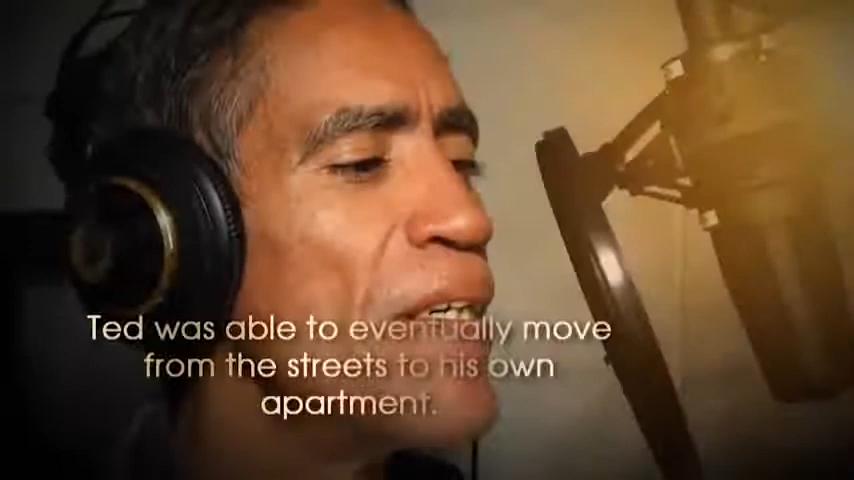 Ted was able to eventually move
from the streets to his own
apartment.